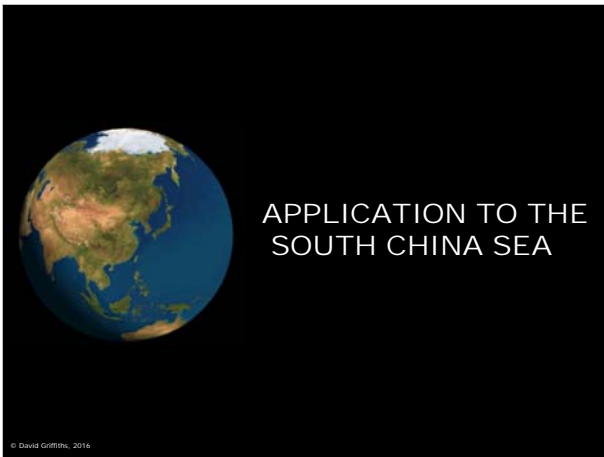 APPLICATION TO THE
SOUTH CHINA SEA
© David Griffiths, 2016